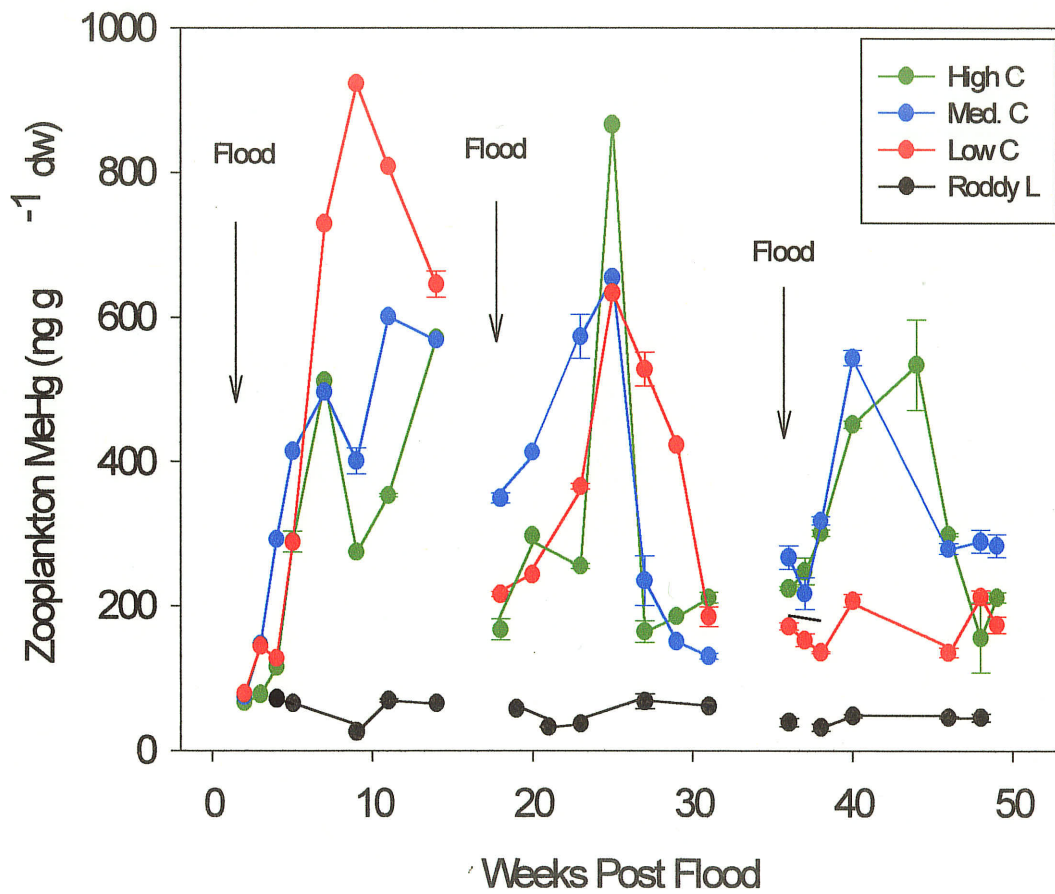 1000
800
600
400
200
0
Zooplankton MeHg (ng g -1 dw)
Flood
Flood
Flood
High C
Med. C
Low C
Roddy L
0 10 20 30 40 50
Weeks Post Flood